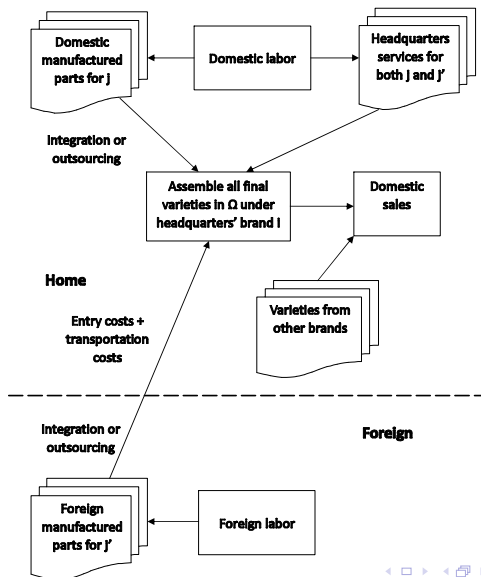 Domestic
manufactured
parts for j
Domestic labor
Headquarters
services for
both j and j'
Integration or
outsourcing
Assemble all final
varieties in Ω under
headquarters' brand i
Domestic
sales
Home
Varieties from
other brands
Entry costs +
transportation
costs
Integration or
outsourcing
Foreign
Foreign
manufactured
parts for j'
Foreign labor